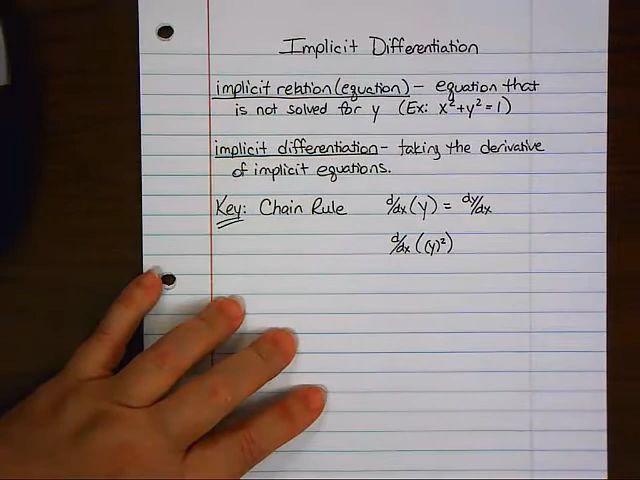 Implicit Differentiation
implicit relation (equation) - equation that
is not solved for y (Ex: x²+y²=1)
implicit differentiation - taking the derivative
of implicit equations.
Key: Chain Rule d/dx (y) = dy/dx
d/dx ((y)²)